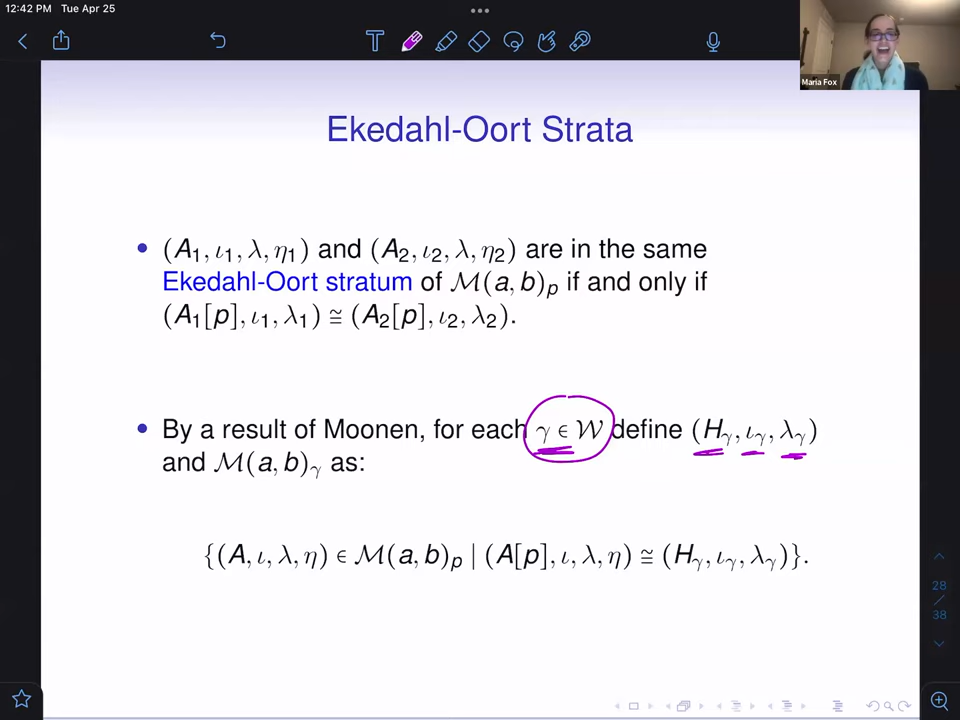 12:42 PM Tue Apr 25
Maria Fox
Ekedahl-Oort Strata
• (A₁, ι₁, λ, η₁) and (A₂, ι₂, λ, η₂) are in the same
Ekedahl-Oort stratum of ℳ(a, b)ₚ if and only if
(A₁[p], ι₁, λ₁) ≅ (A₂[p], ι₂, λ₂).
• By a result of Moonen, for each γ ∈ 𝒲 define (H_γ, ι_γ, λ_γ)
and ℳ(a, b)_γ as:
{(A, ι, λ, η) ∈ ℳ(a, b)ₚ | (A[p], ι, λ, η) ≅ (H_γ, ι_γ, λ_γ)}.
28
/
38